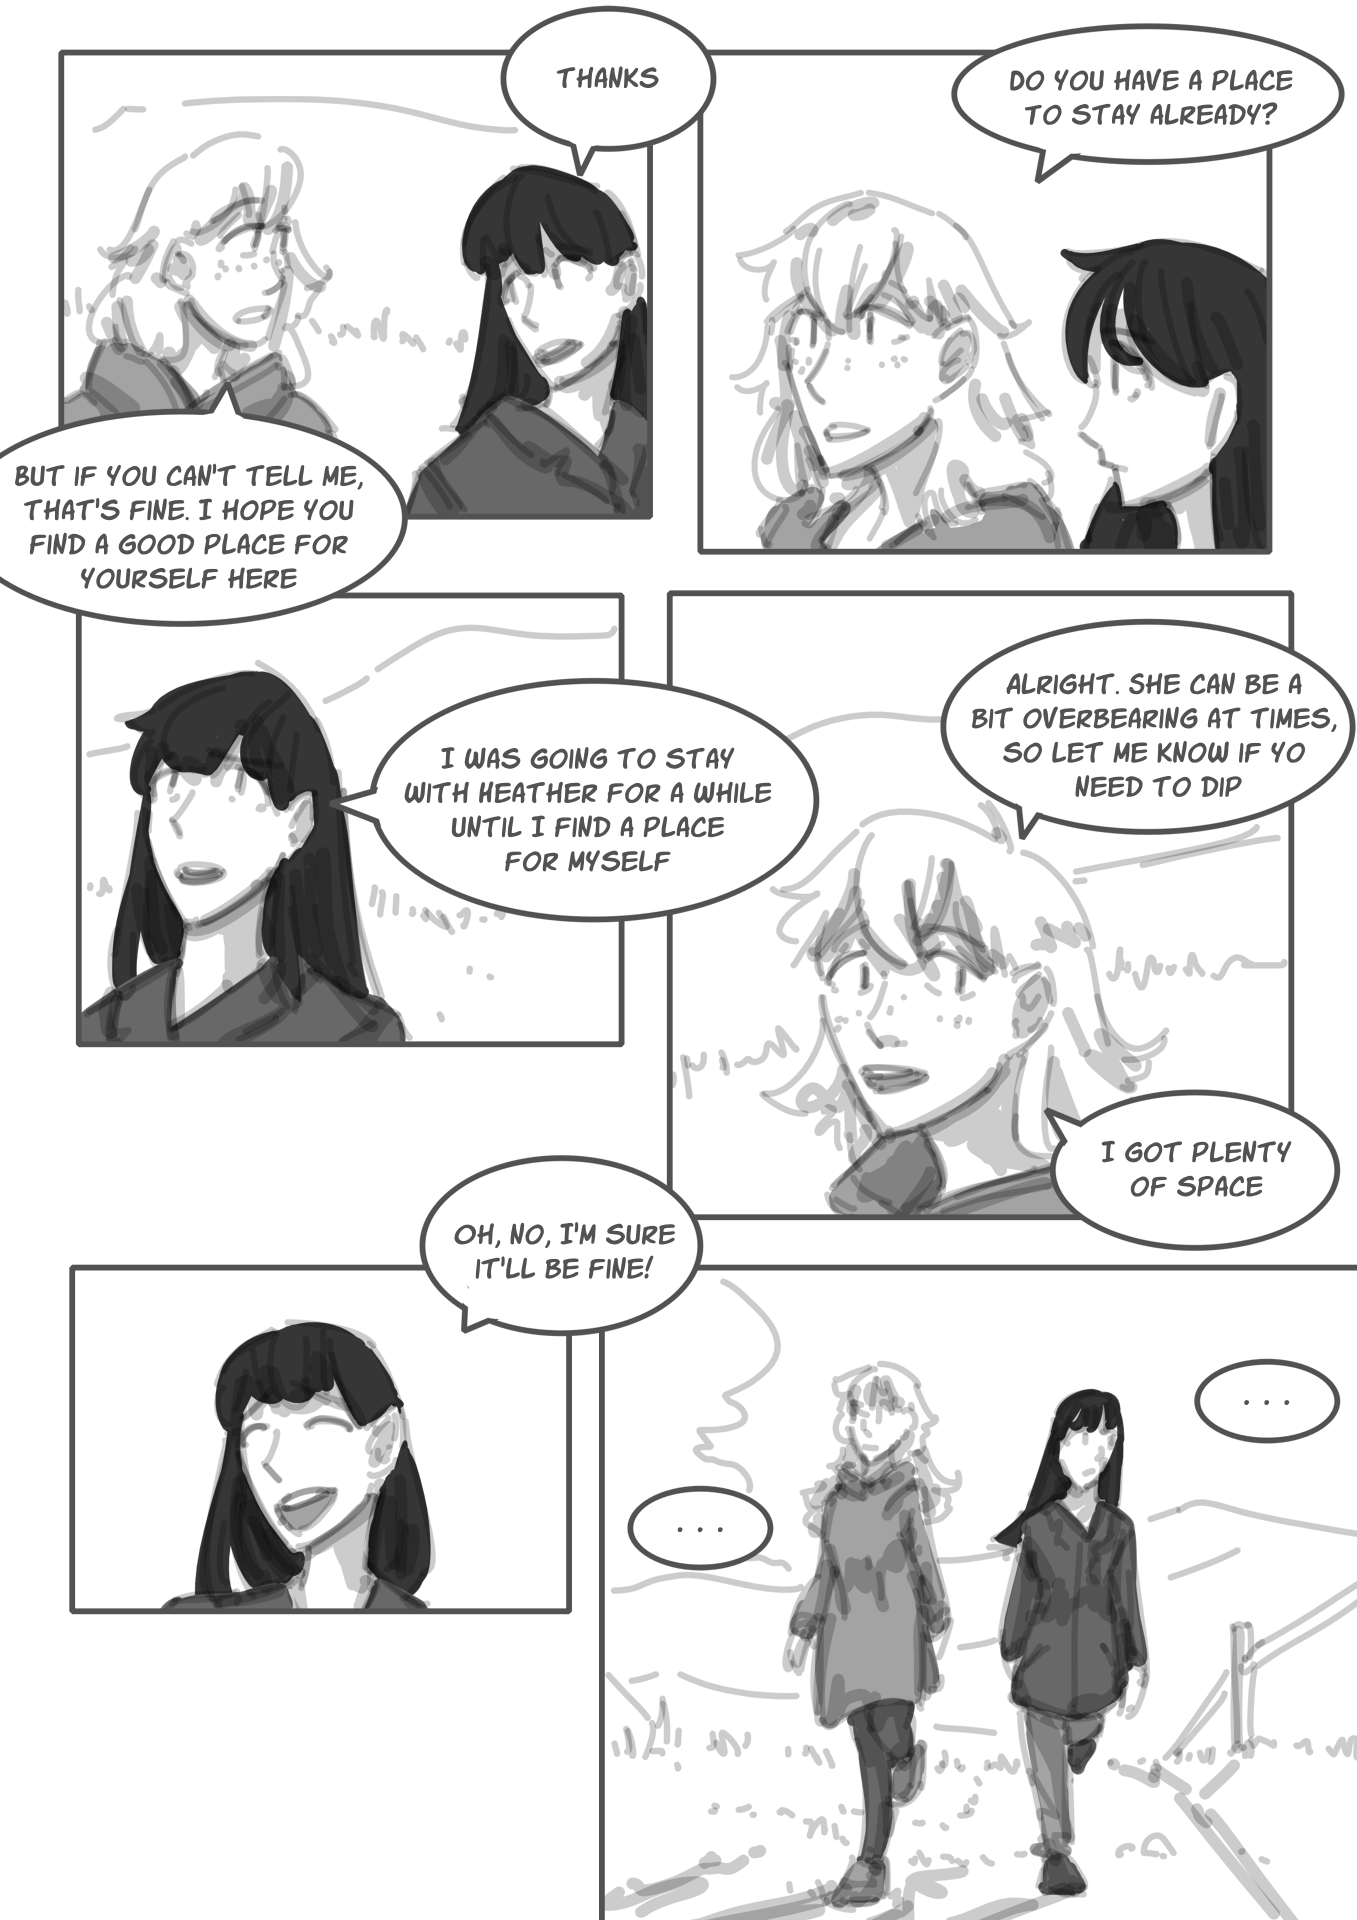 BUT IF YOU CAN'T TELL ME,
THAT'S FINE. I HOPE YOU
FIND A GOOD PLACE FOR
YOURSELF HERE
THANKS
DO YOU HAVE A PLACE
TO STAY ALREADY?
I WAS GOING TO STAY
WITH HEATHER FOR A WHILE
UNTIL I FIND A PLACE
FOR MYSELF
ALRIGHT. SHE CAN BE A
BIT OVERBEARING AT TIMES,
SO LET ME KNOW IF YO
NEED TO DIP
I GOT PLENTY
OF SPACE
OH, NO, I'M SURE
IT'LL BE FINE!
. . .
. . .